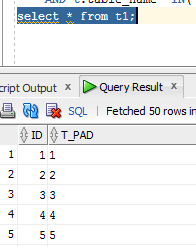 AND t.table_name IN(
select * from t1;
cript Output × Query Result ×
SQL | Fetched 50 rows in
ID T_PAD
1 1 1
2 2 2
3 3 3
4 4 4
5 5 5